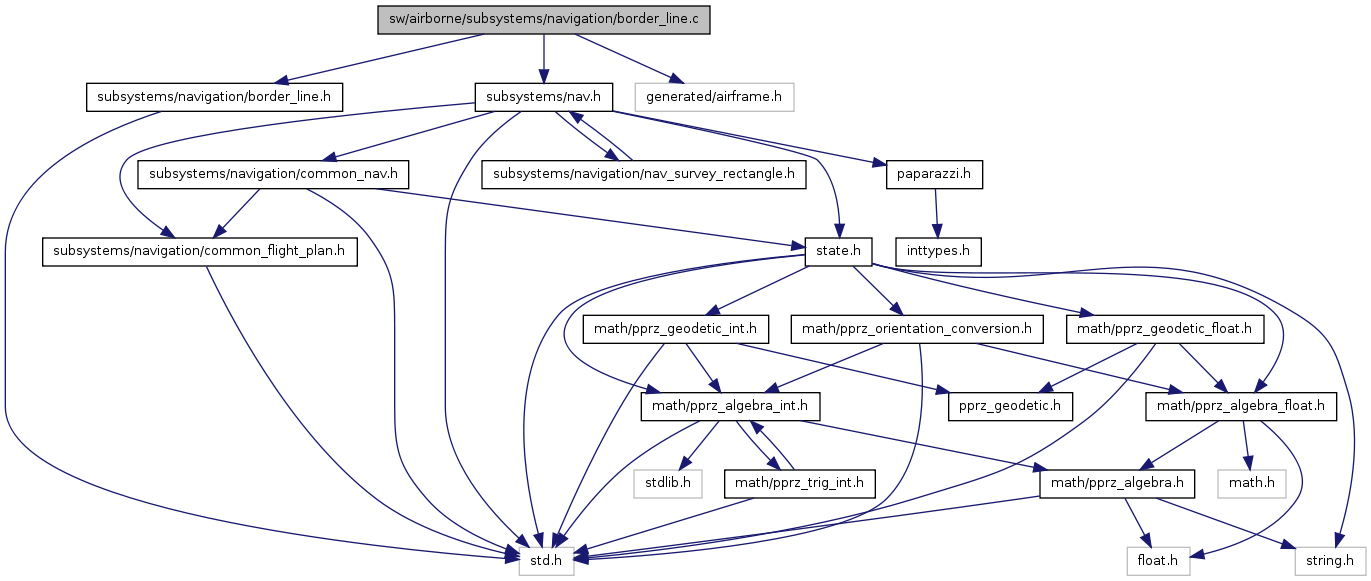 sw/airborne/subsystems/navigation/border_line.c
subsystems/navigation/border_line.h
subsystems/nav.h
generated/airframe.h
subsystems/navigation/common_nav.h
subsystems/navigation/nav_survey_rectangle.h
paparazzi.h
subsystems/navigation/common_flight_plan.h
state.h
inttypes.h
math/pprz_geodetic_int.h
math/pprz_orientation_conversion.h
math/pprz_geodetic_float.h
math/pprz_algebra_int.h
pprz_geodetic.h
math/pprz_algebra_float.h
stdlib.h
math/pprz_trig_int.h
math/pprz_algebra.h
math.h
std.h
float.h
string.h